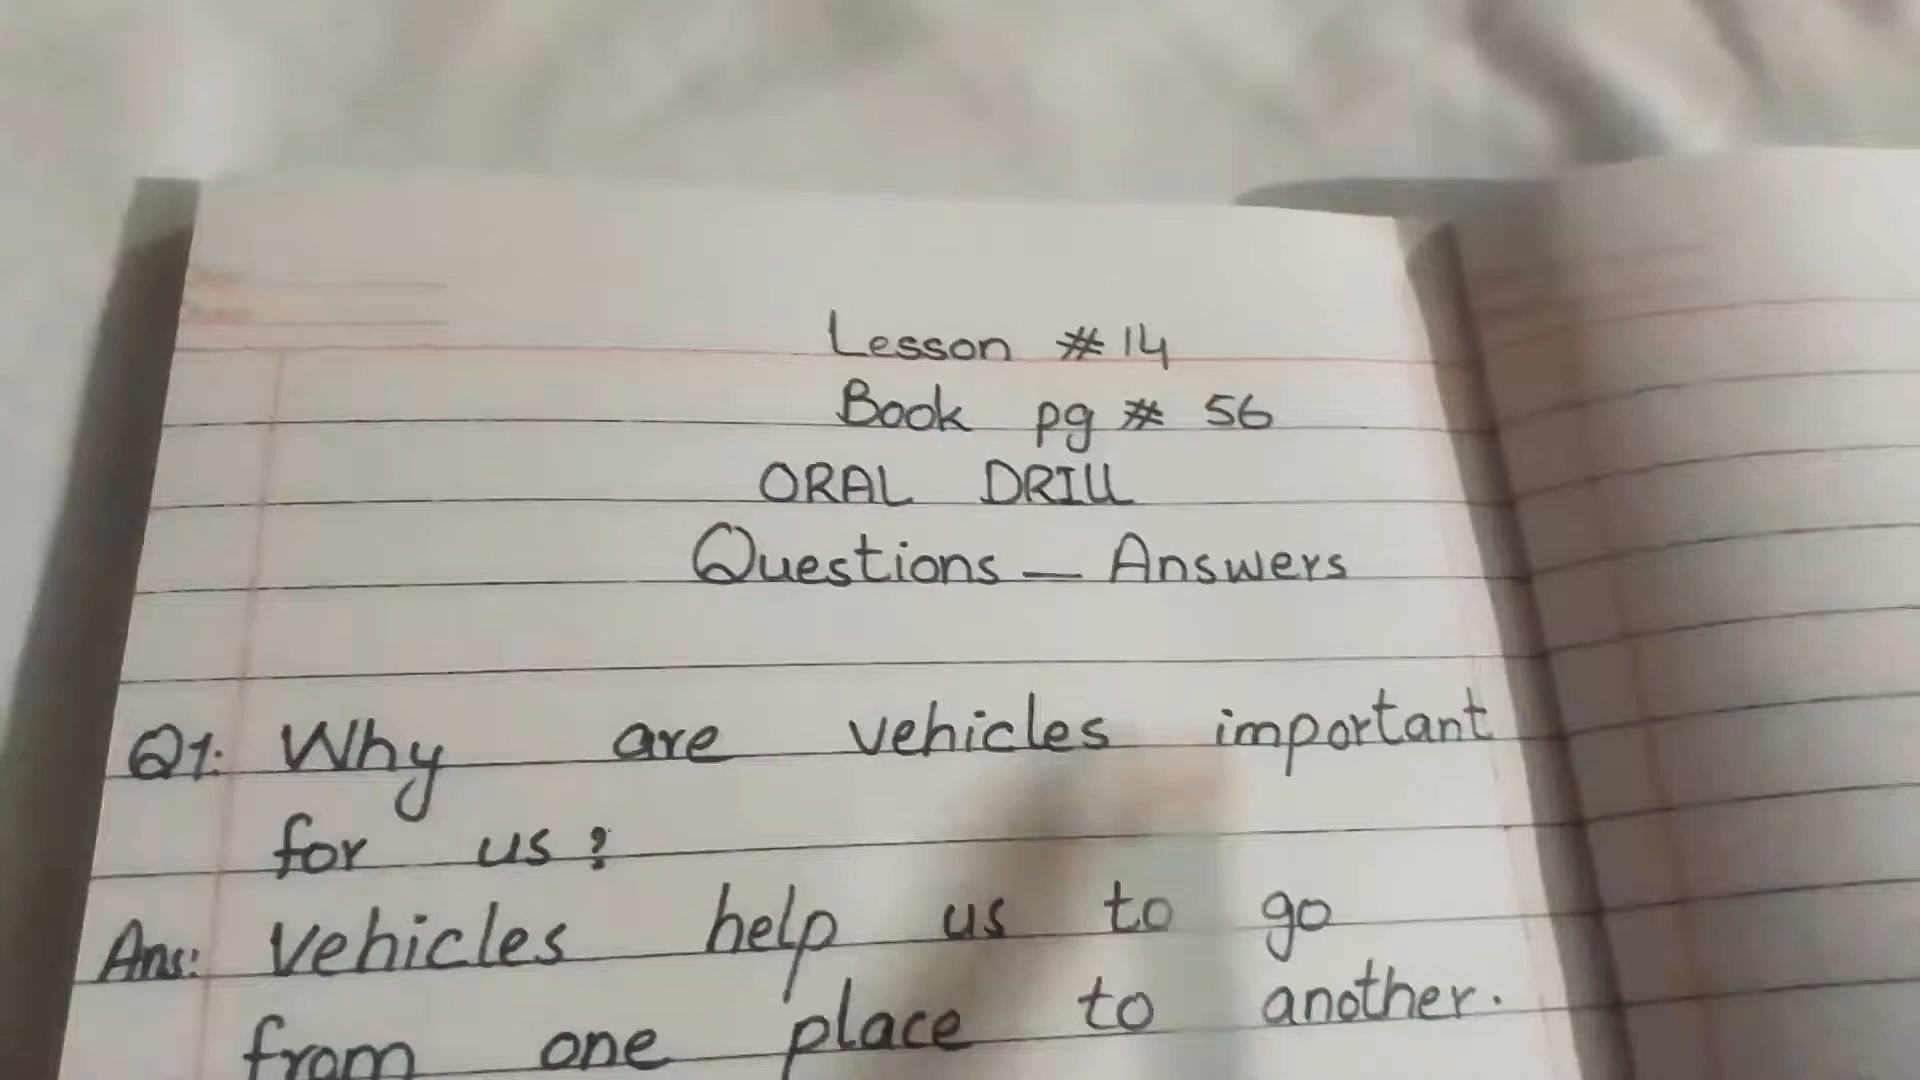 Lesson # 14
Book pg # 56
ORAL DRILL
Questions — Answers
Q1: Why are vehicles important
for us?
Ans: Vehicles help us to go
from one place to another.